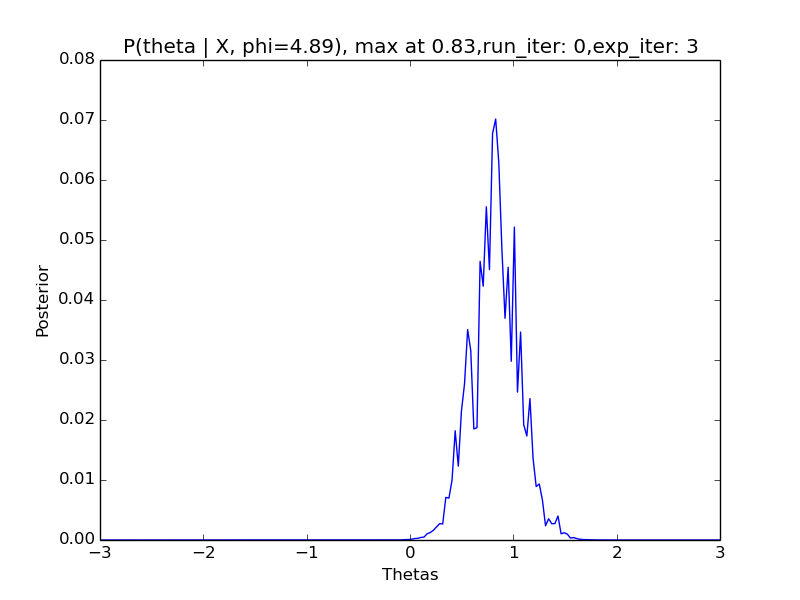 P(theta | X, phi=4.89), max at 0.83,run_iter: 0,exp_iter: 3
0.08
0.07
0.06
0.05
0.04
0.03
0.02
0.01
0.00
Posterior
−3 −2 −1 0 1 2 3
Thetas